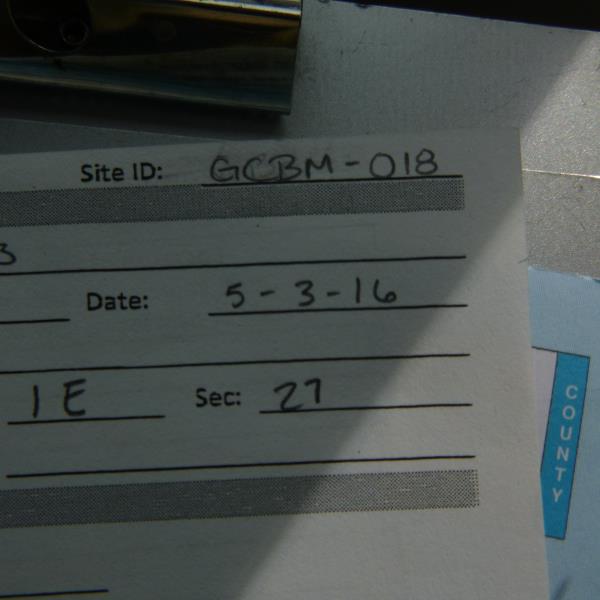 Site ID: GCBM-018
3
Date: 5-3-16
1E Sec: 27
COUNTY